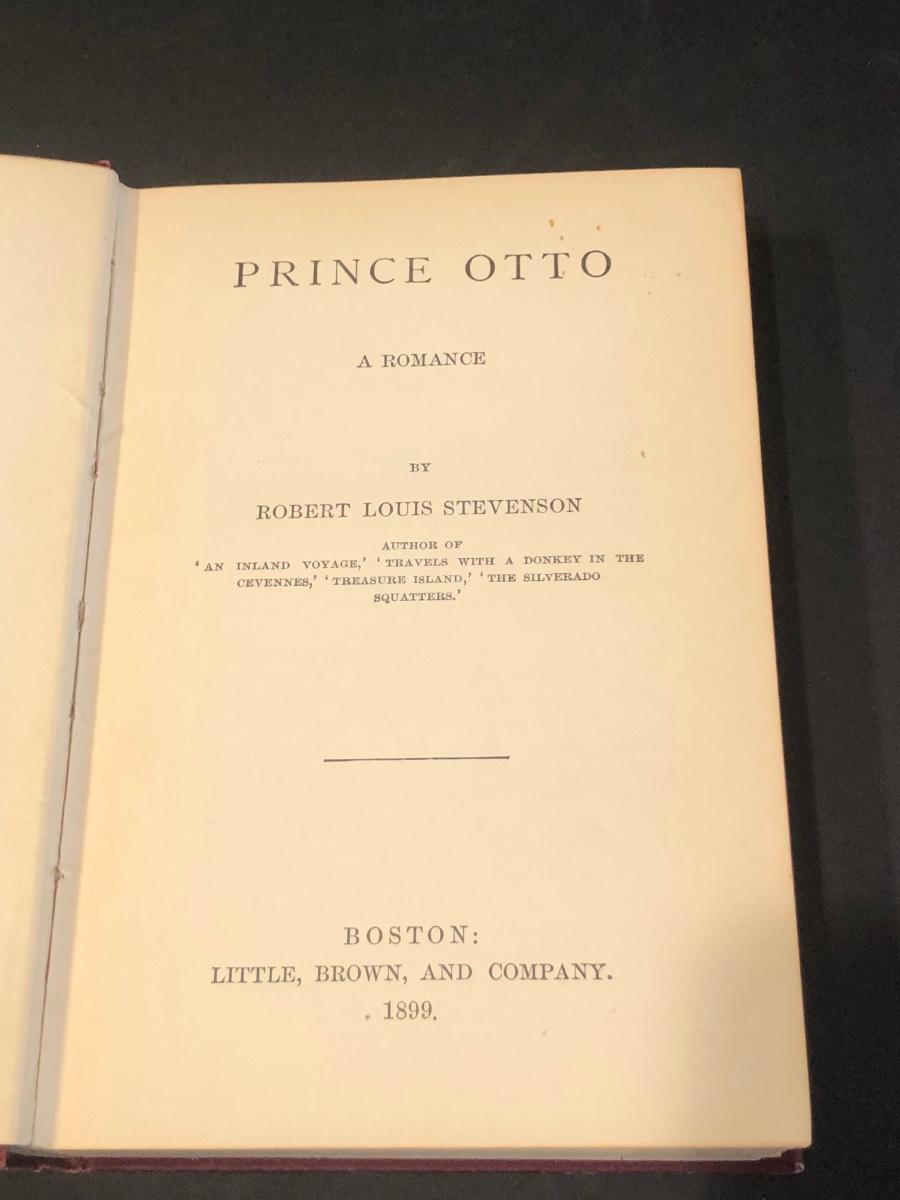 PRINCE OTTO
A ROMANCE
BY
ROBERT LOUIS STEVENSON
AUTHOR OF
‘AN INLAND VOYAGE,’ ‘TRAVELS WITH A DONKEY IN THE
CEVENNES,’ ‘TREASURE ISLAND,’ ‘THE SILVERADO
SQUATTERS.’
BOSTON:
LITTLE, BROWN, AND COMPANY.
1899.